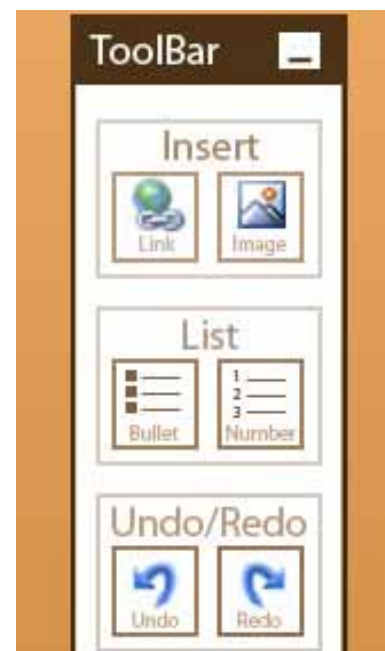 ToolBar
Insert
Link Image
List
1
2
3
Bullet Number
Undo/Redo
Undo Redo